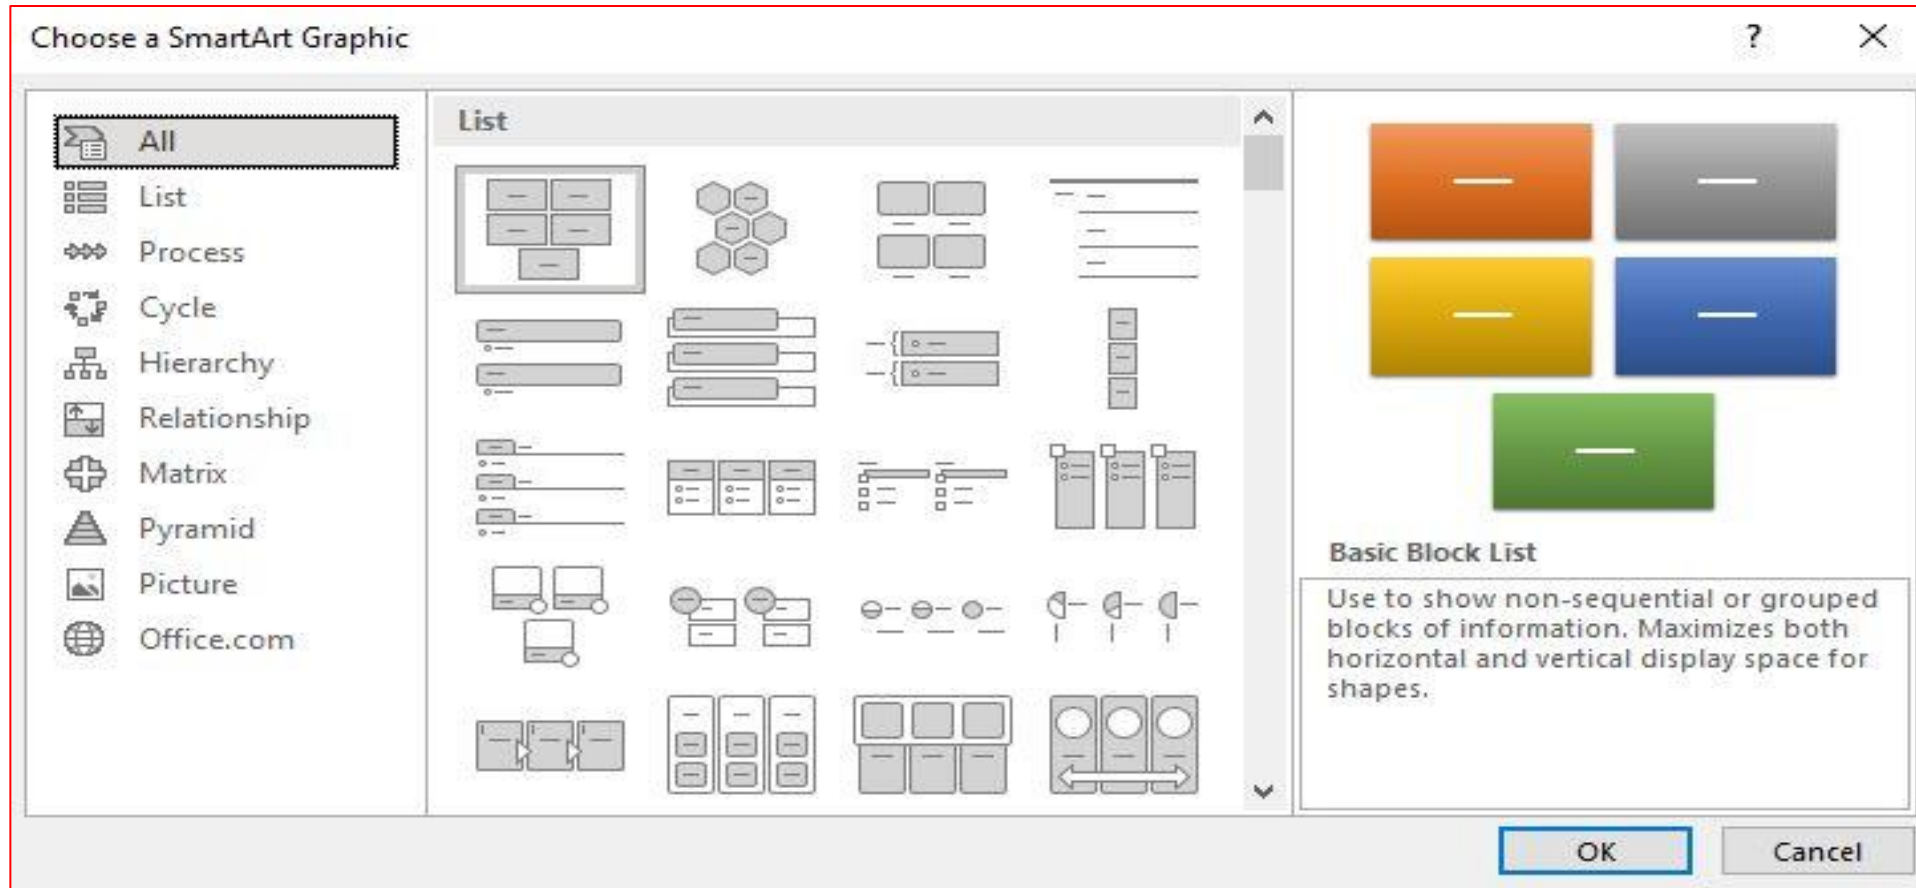 Choose a SmartArt Graphic
?
All
List
Process
Cycle
Hierarchy
Relationship
Matrix
Pyramid
Picture
Office.com
List
Basic Block List
Use to show non-sequential or grouped
blocks of information. Maximizes both
horizontal and vertical display space for
shapes.
OK
Cancel